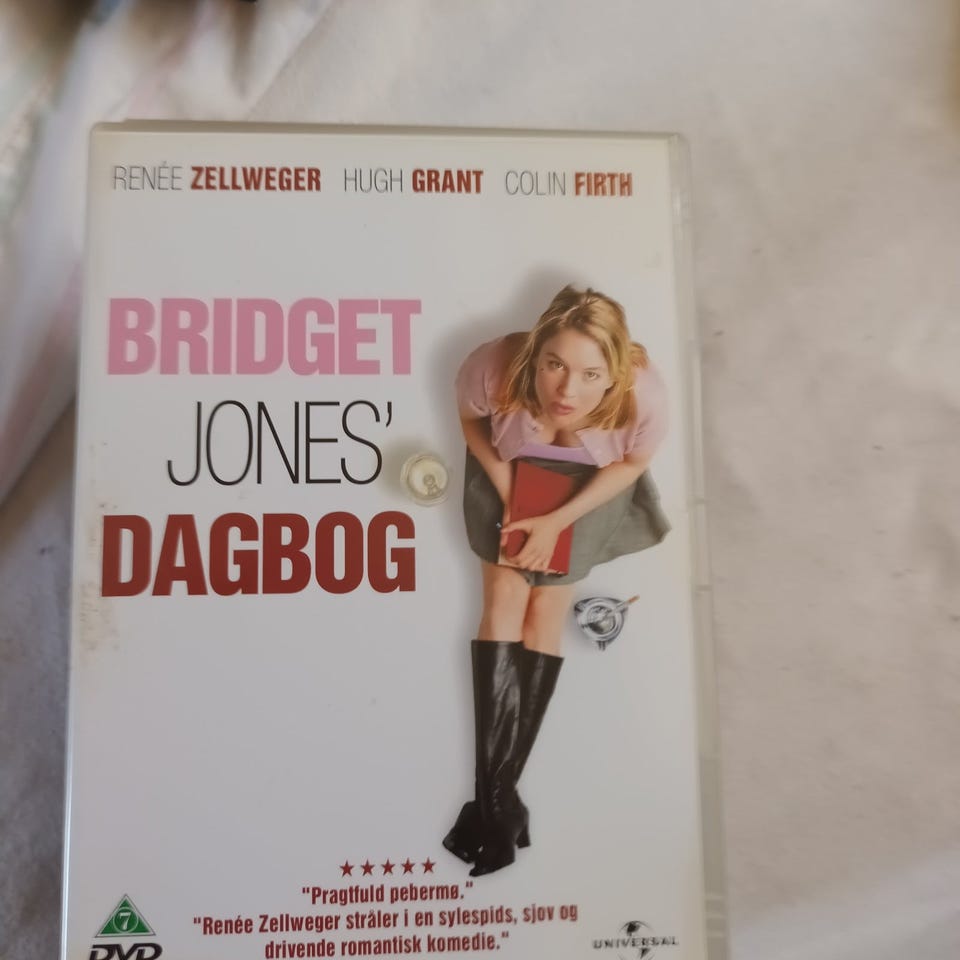 RENÉE ZELLWEGER HUGH GRANT COLIN FIRTH
BRIDGET
JONES'
DAGBOG
"Pragtfuld pebermø."
"Renée Zellweger stråler i en sylespids, sjov og
drivende romantisk komedie."
7
DVD
UNIVERSAL